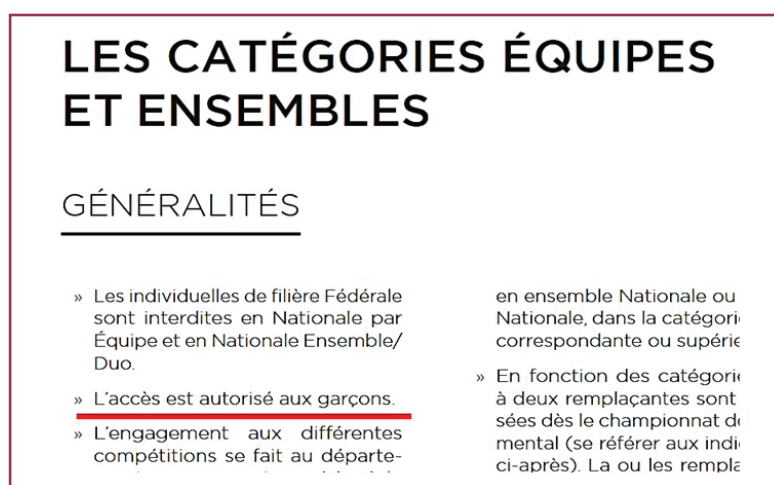 LES CATÉGORIES ÉQUIPES
ET ENSEMBLES
GÉNÉRALITÉS
» Les individuelles de filière Fédérale
sont interdites en Nationale par
Équipe et en Nationale Ensemble/
Duo.
» L'accès est autorisé aux garçons.
» L'engagement aux différentes
compétitions se fait au départe-
en ensemble Nationale ou
Nationale, dans la catégori
correspondante ou supérie
» En fonction des catégorie
à deux remplaçantes sont
sées dès le championnat d
mental (se référer aux indi
ci-après). La ou les rempla